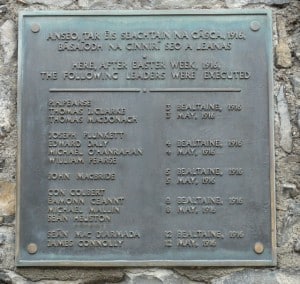 ANSEO, TAR ÉIS SEACHTAIN NA CÁSCA, 1916,
BÁSAÍODH NA CINNIRÍ SEO A LEANAS
HERE, AFTER EASTER WEEK, 1916,
THE FOLLOWING LEADERS WERE EXECUTED
P.H. PEARSE
THOMAS J. CLARKE 3 BEALTAINE, 1916
THOMAS MACDONAGH 3 MAY, 1916
JOSEPH PLUNKETT
EDWARD DALY 4 BEALTAINE, 1916
MICHAEL O'HANRAHAN 4 MAY, 1916
WILLIAM PEARSE
JOHN MACBRIDE 5 BEALTAINE, 1916
5 MAY, 1916
CON COLBERT
EAMONN CEANNT 8 BEALTAINE, 1916
MICHAEL MALLIN 8 MAY, 1916
SEAN HEUSTON
SEÁN MAC DIARMADA 12 BEALTAINE, 1916
JAMES CONNOLLY 12 MAY, 1916